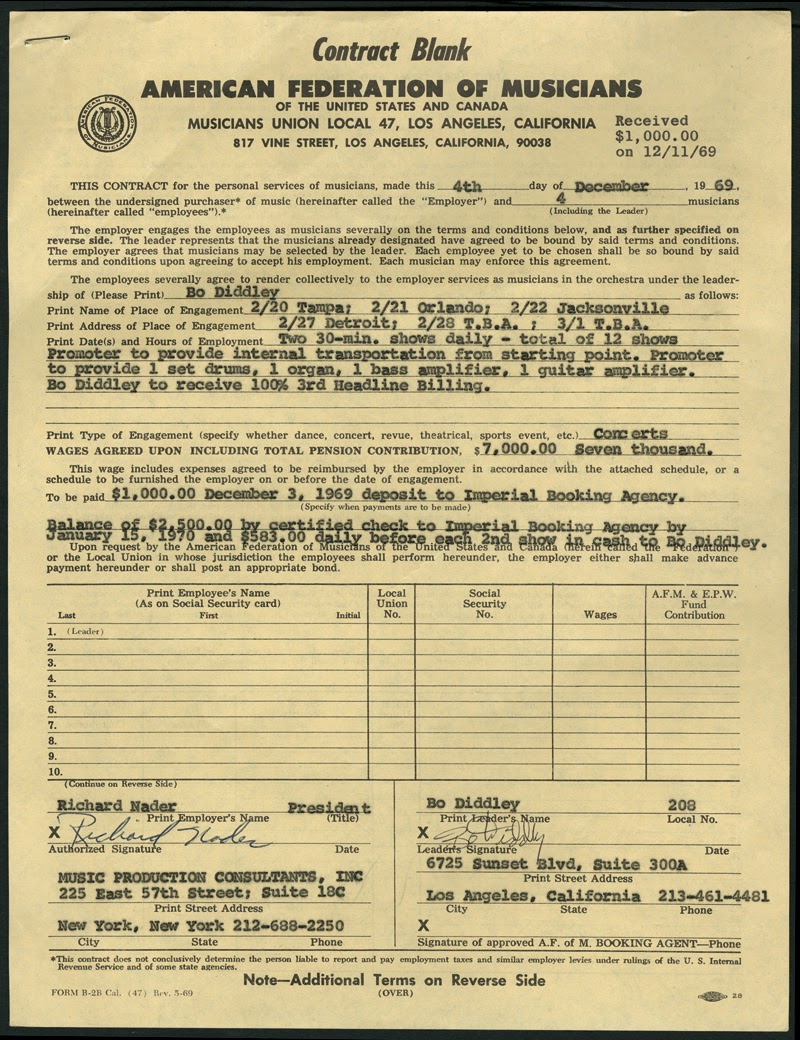 Contract Blank
AMERICAN FEDERATION OF MUSICIANS
OF THE UNITED STATES AND CANADA
MUSICIANS UNION LOCAL 47, LOS ANGELES, CALIFORNIA
817 VINE STREET, LOS ANGELES, CALIFORNIA, 90038
Received
$1,000.00
on 12/11/69
AMERICAN FEDERATION OF MUSICIANS
THIS CONTRACT for the personal services of musicians, made this 4th day of December, 1969,
between the undersigned purchaser* of music (hereinafter called the "Employer") and 4 musicians
(hereinafter called "employees").* (Including the Leader)
The employer engages the employees as musicians severally on the terms and conditions below, and as further specified on
reverse side. The leader represents that the musicians already designated have agreed to be bound by said terms and conditions.
The employer agrees that musicians may be selected by the leader. Each employee yet to be chosen shall be so bound by said
terms and conditions upon agreeing to accept his employment. Each musician may enforce this agreement.
The employees severally agree to render collectively to the employer services as musicians in the orchestra under the leader-
ship of (Please Print) Bo Diddley as follows:
Print Name of Place of Engagement 2/20 Tampa; 2/21 Orlando; 2/22 Jacksonville
Print Address of Place of Engagement 2/27 Detroit; 2/28 T.B.A. ; 3/1 T.B.A.
Print Date(s) and Hours of Employment Two 30-min. shows daily - total of 12 shows
Promoter to provide internal transportation from starting point. Promoter
to provide 1 set drums, 1 organ, 1 bass amplifier, 1 guitar amplifier.
Bo Diddley to receive 100% 3rd Headline Billing.
Print Type of Engagement (specify whether dance, concert, revue, theatrical, sports event, etc.) Concerts
WAGES AGREED UPON INCLUDING TOTAL PENSION CONTRIBUTION, $7,000.00 Seven thousand.
This wage includes expenses agreed to be reimbursed by the employer in accordance with the attached schedule, or a
schedule to be furnished the employer on or before the date of engagement.
To be paid $1,000.00 December 3, 1969 deposit to Imperial Booking Agency.
(Specify when payments are to be made)
Balance of $2,500.00 by certified check to Imperial Booking Agency by
January 15, 1970 and $583.00 daily before each 2nd show in cash to Bo Diddley.
Upon request by the American Federation of Musicians of the United States and Canada (herein called the "Federation")
or the Local Union in whose jurisdiction the employees shall perform hereunder, the employer either shall make advance
payment hereunder or shall post an appropriate bond.
Print Employee's Name
(As on Social Security card)
Last First Initial
Local
Union
No.
Social
Security
No.
Wages
A.F.M. & E.P.W.
Fund
Contribution
1. (Leader)
2.
3.
4.
5.
6.
7.
8.
9.
10.
(Continue on Reverse Side)
Richard Nader President
Print Employer's Name (Title)
X Richard Nader
Authorized Signature Date
MUSIC PRODUCTION CONSULTANTS, INC
225 East 57th Street; Suite 18C
Print Street Address
New York, New York 212-688-2250
City State Phone
Bo Diddley 208
Print Leader's Name Local No.
X Bo Diddly
Leader's Signature Date
6725 Sunset Blvd, Suite 300A
Print Street Address
Los Angeles, California 213-461-4481
City State Phone
X
Signature of approved A.F. of M. BOOKING AGENT—Phone
*This contract does not conclusively determine the person liable to report and pay employment taxes and similar employer levies under rulings of the U. S. Internal
Revenue Service and of some state agencies.
Note—Additional Terms on Reverse Side
(OVER)
FORM B-2B Cal. (47) Rev. 5-69
28